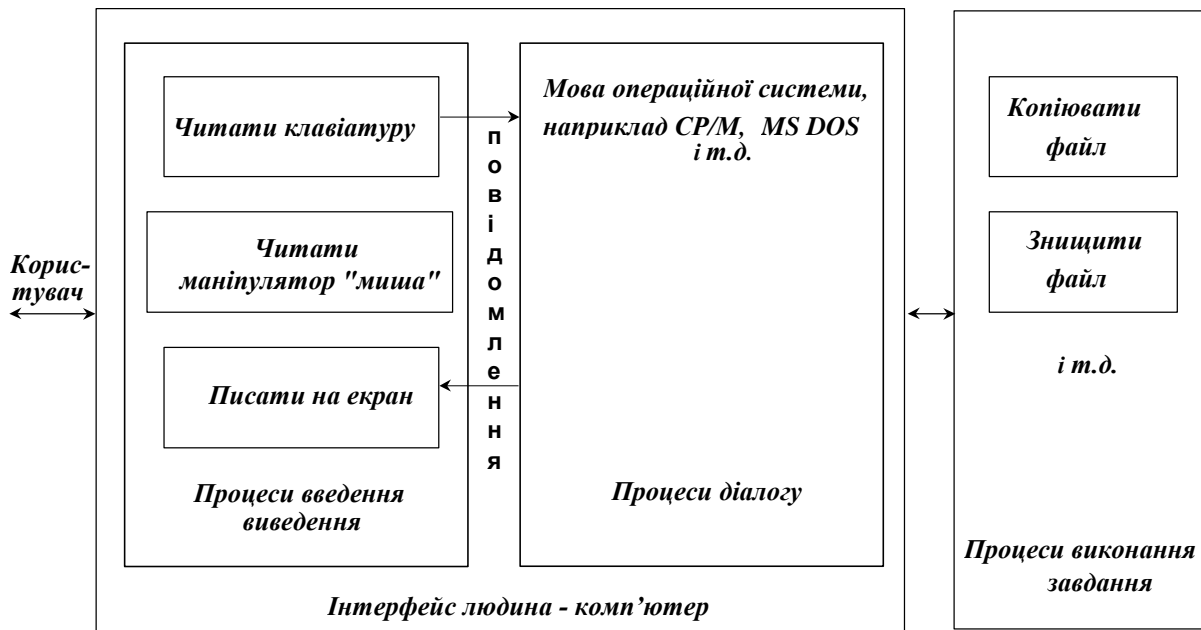 Корис-
тувач
Читати клавіатуру
Читати
маніпулятор "миша"
Писати на екран
Процеси введення
виведення
повідомлення
Мова операційної системи,
наприклад CP/M, MS DOS
і т.д.
Процеси діалогу
Інтерфейс людина - комп’ютер
Копіювати
файл
Знищити
файл
і т.д.
Процеси виконання
завдання